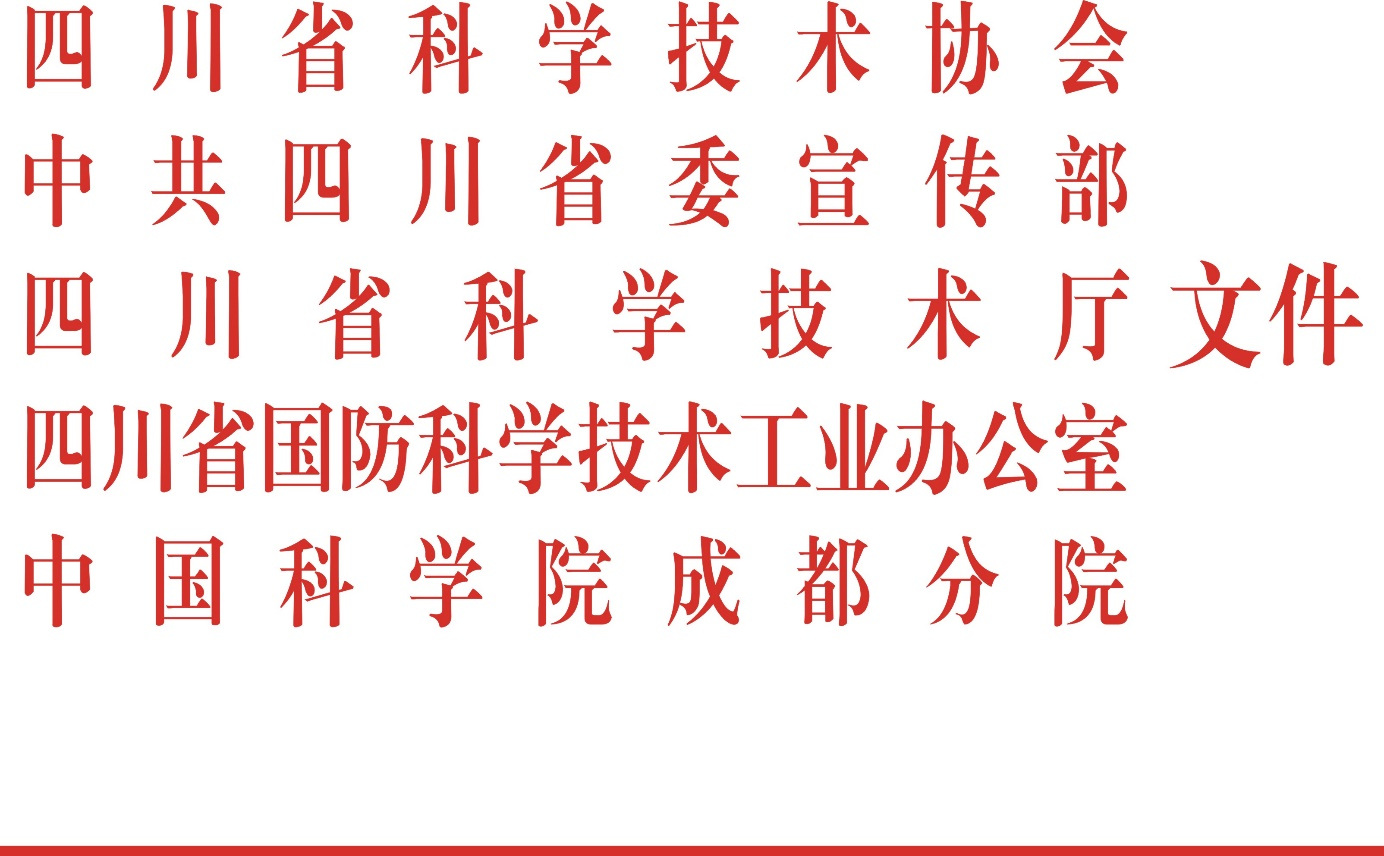 四川省科学技术协会
中共四川省委宣传部
四川省科学技术厅文件
四川省国防科学技术工业办公室
中国科学院成都分院